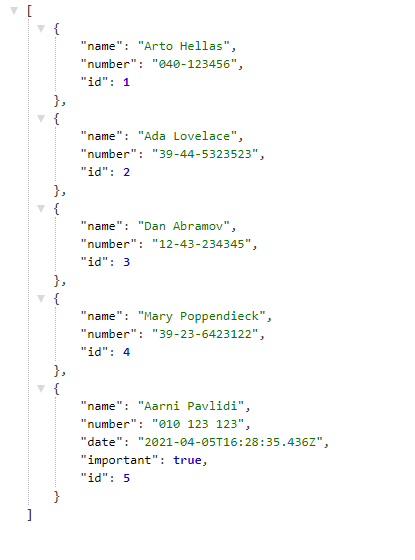 [
{
"name": "Arto Hellas",
"number": "040-123456",
"id": 1
},
{
"name": "Ada Lovelace",
"number": "39-44-5323523",
"id": 2
},
{
"name": "Dan Abramov",
"number": "12-43-234345",
"id": 3
},
{
"name": "Mary Poppendieck",
"number": "39-23-6423122",
"id": 4
},
{
"name": "Aarni Pavlidi",
"number": "010 123 123",
"date": "2021-04-05T16:28:35.436Z",
"important": true,
"id": 5
}
]